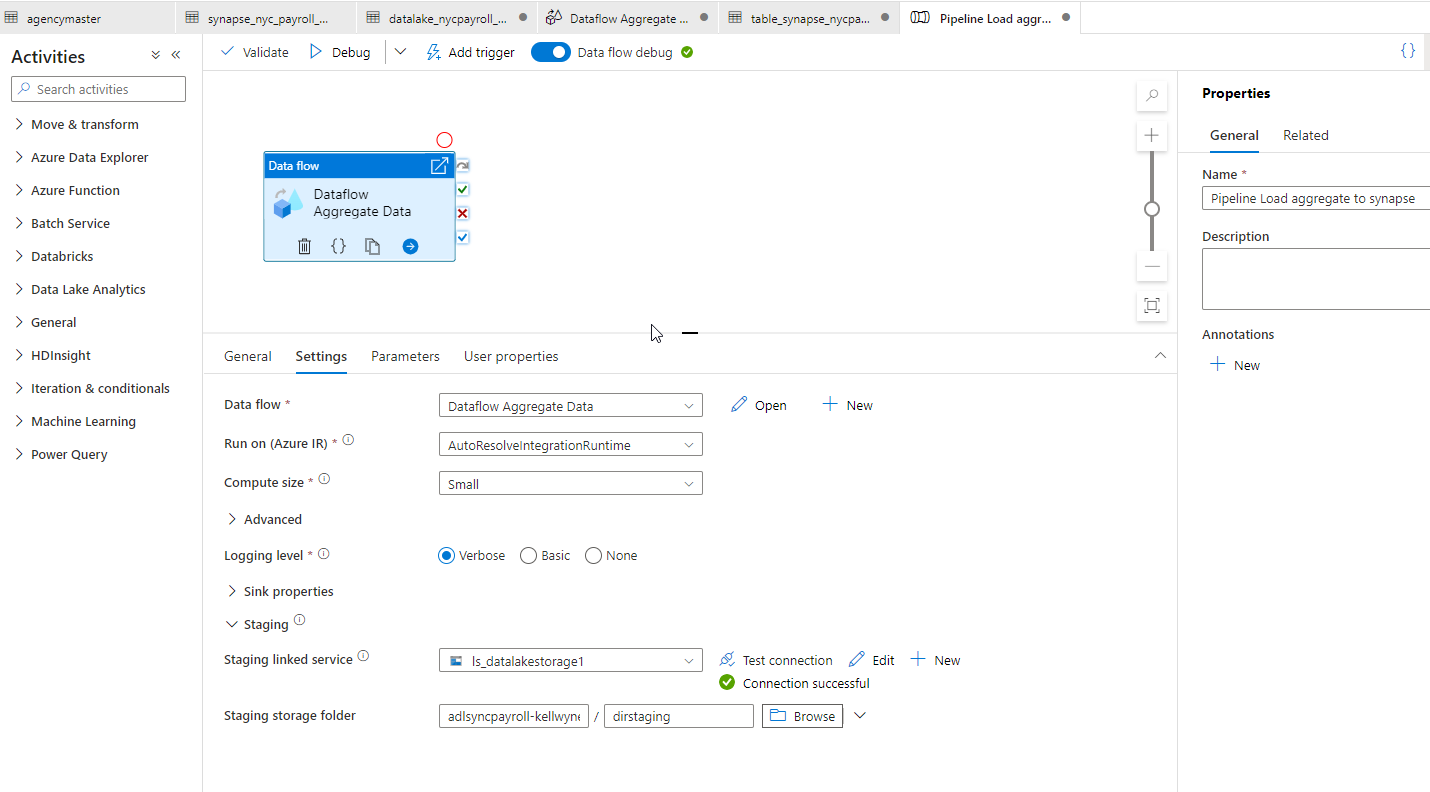 agencymaster
synapse_nyc_payroll_...
datalake_nycpayroll_...
Dataflow Aggregate ...
table_synapse_nycpa...
Pipeline Load aggr...
Activities
Search activities
Move & transform
Azure Data Explorer
Azure Function
Batch Service
Databricks
Data Lake Analytics
General
HDInsight
Iteration & conditionals
Machine Learning
Power Query
Validate
Debug
Add trigger
Data flow debug
{}
Data flow
Dataflow
Aggregate Data
{}
General
Settings
Parameters
User properties
Data flow *
Dataflow Aggregate Data
Open
New
Run on (Azure IR) *
AutoResolveIntegrationRuntime
Compute size *
Small
Advanced
Logging level *
Verbose
Basic
None
Sink properties
Staging
Staging linked service
ls_datalakestorage1
Test connection
Edit
New
Connection successful
Staging storage folder
adlsyncpayroll-kellwyne
/
dirstaging
Browse
Properties
General
Related
Name *
Pipeline Load aggregate to synapse
Description
Annotations
New